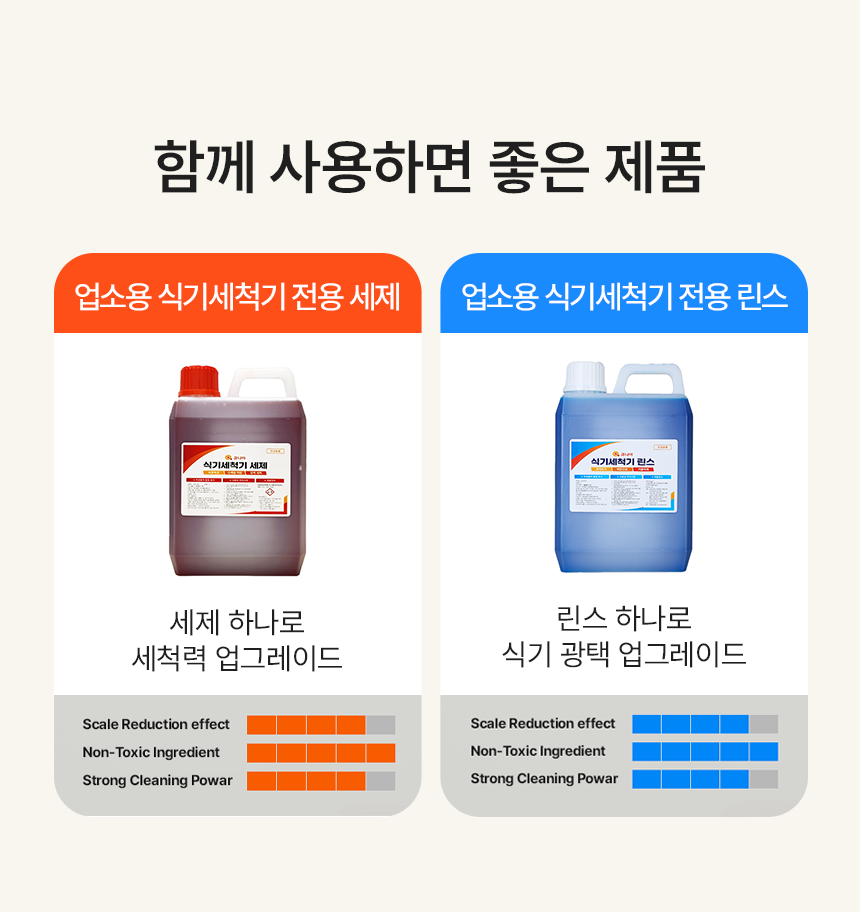 함께 사용하면 좋은 제품
업소용 식기세척기 전용 세제
식기세척기 세제
세제 하나로
세척력 업그레이드
Scale Reduction effect
Non-Toxic Ingredient
Strong Cleaning Powar
업소용 식기세척기 전용 린스
식기세척기 린스
린스 하나로
식기 광택 업그레이드
Scale Reduction effect
Non-Toxic Ingredient
Strong Cleaning Powar